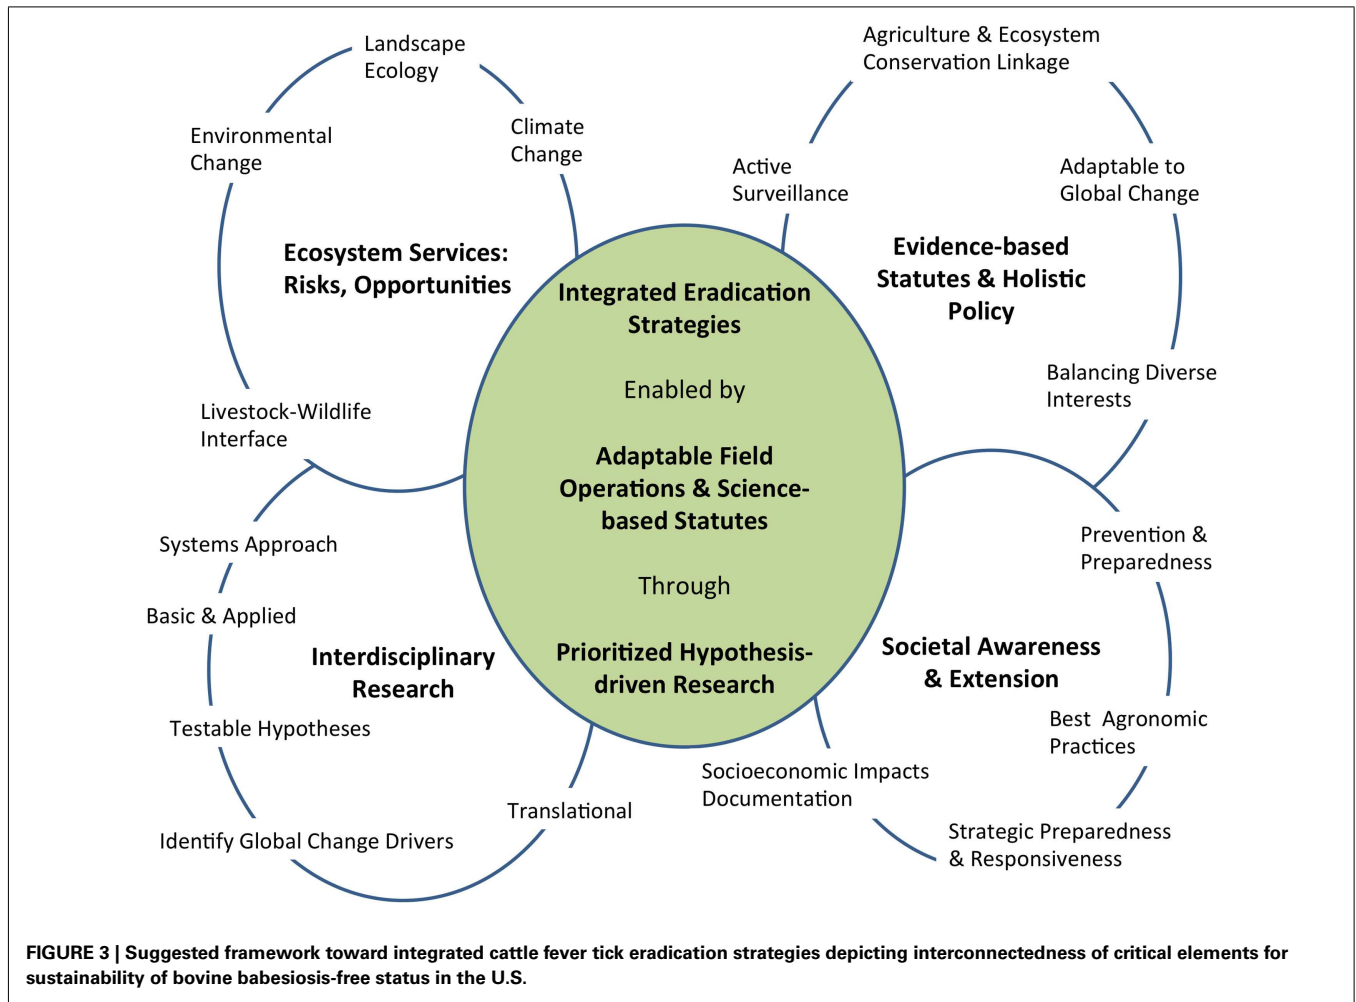 Landscape
Ecology
Environmental
Change
Climate
Change
Ecosystem Services:
Risks, Opportunities
Livestock-Wildlife
Interface
Agriculture & Ecosystem
Conservation Linkage
Active
Surveillance
Adaptable to
Global Change
Evidence-based
Statutes & Holistic
Policy
Balancing Diverse
Interests
Integrated Eradication
Strategies
Enabled by
Adaptable Field
Operations & Science-
based Statutes
Through
Prioritized Hypothesis-
driven Research
Systems Approach
Basic & Applied
Interdisciplinary
Research
Testable Hypotheses
Identify Global Change Drivers
Translational
Prevention &
Preparedness
Societal Awareness
& Extension
Best Agronomic
Practices
Socioeconomic Impacts
Documentation
Strategic Preparedness
& Responsiveness
FIGURE 3 | Suggested framework toward integrated cattle fever tick eradication strategies depicting interconnectedness of critical elements for
sustainability of bovine babesiosis-free status in the U.S.